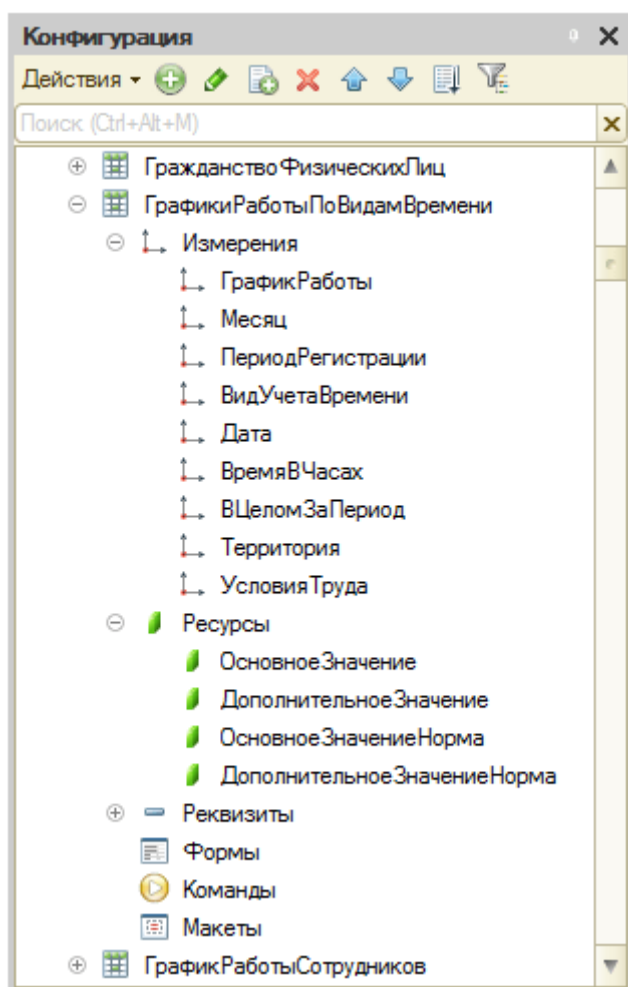 Конфигурация
Действия
Поиск (Ctrl+Alt+M)
ГражданствоФизическихЛиц
ГрафикиРаботыПоВидамВремени
Измерения
ГрафикРаботы
Месяц
ПериодРегистрации
ВидУчетаВремени
Дата
ВремяВЧасах
ВЦеломЗаПериод
Территория
УсловияТруда
Ресурсы
ОсновноеЗначение
ДополнительноеЗначение
ОсновноеЗначениеНорма
ДополнительноеЗначениеНорма
Реквизиты
Формы
Команды
Макеты
ГрафикРаботыСотрудников